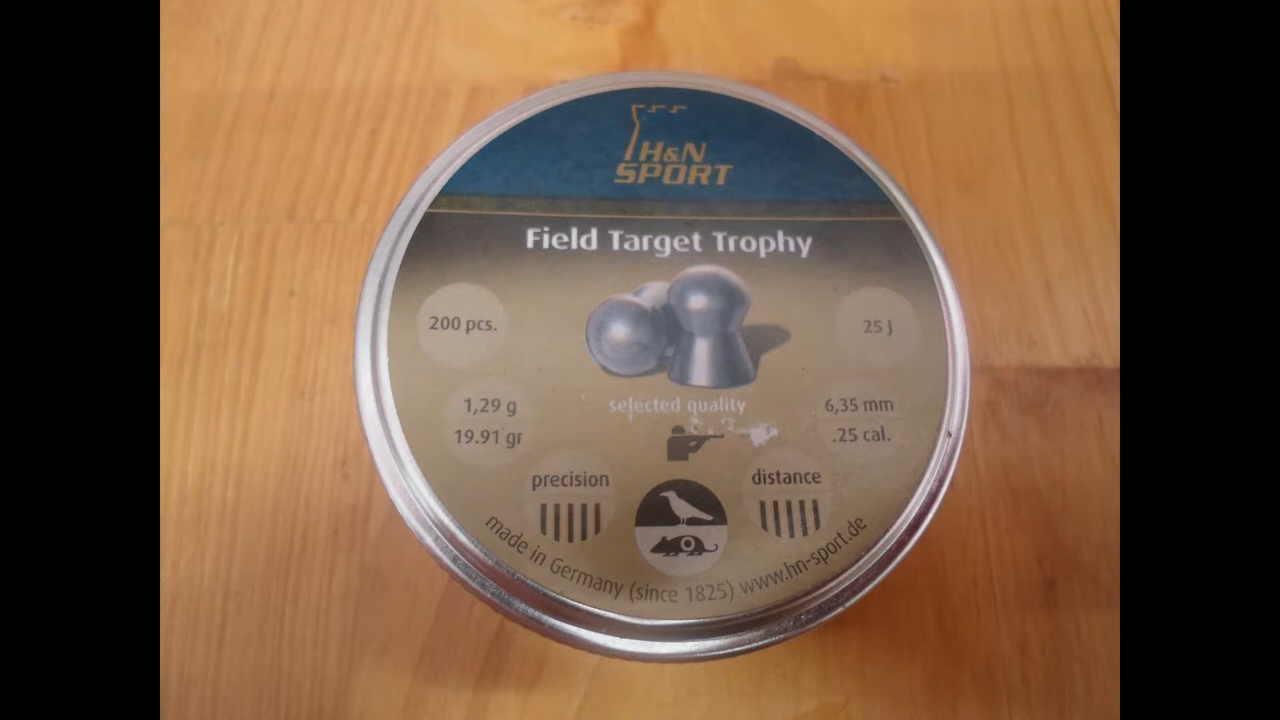 H&N
SPORT
Field Target Trophy
200 pcs.
25 J
1,29 g
19.91 gr
selected quality
6,35 mm
.25 cal.
precision
distance
made in Germany (since 1825) www.hn-sport.de